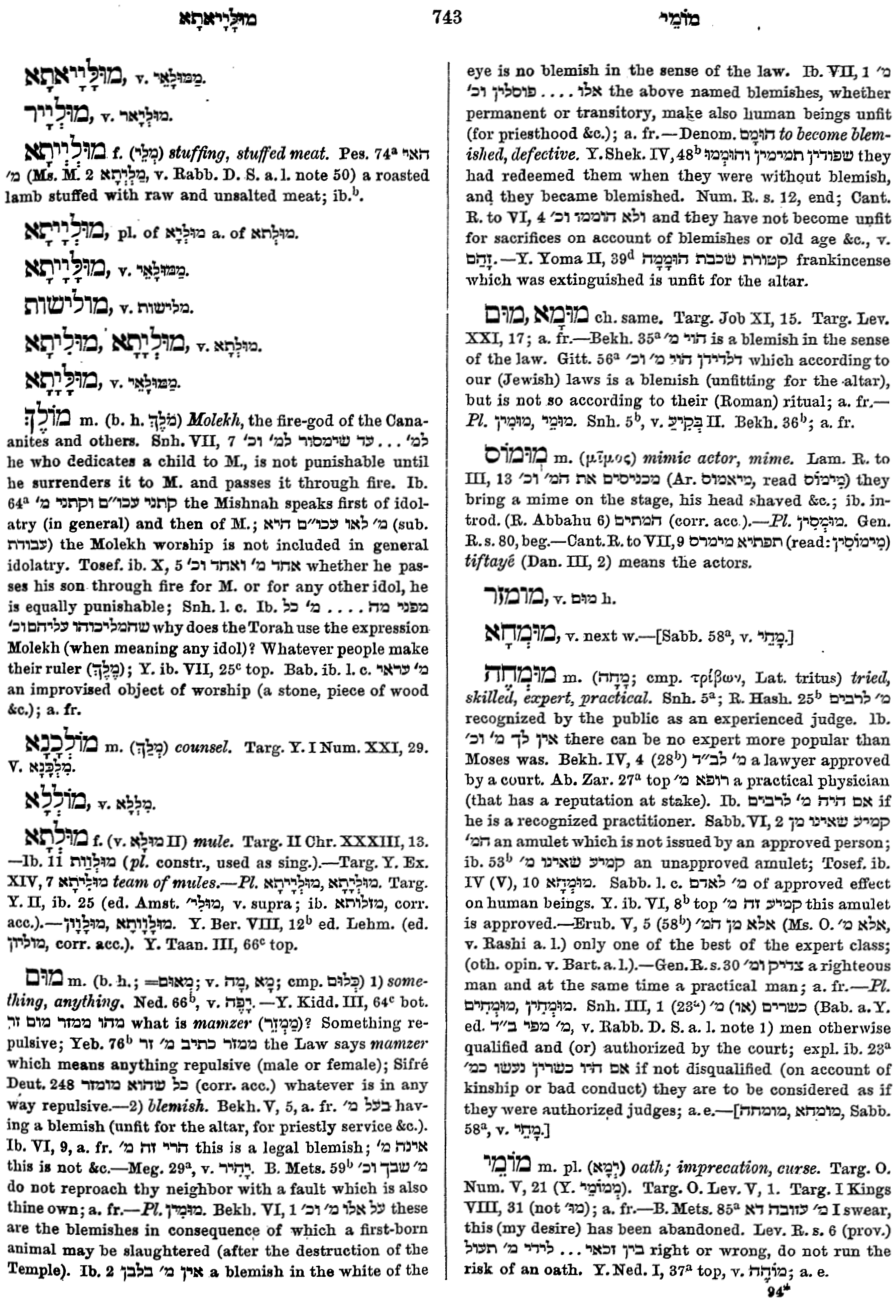 מוּלָּיָיאתָא 743 מוֹמֵי
מוּלָּיָיאתָא, v. מַמּוּלָאֵי.
מוּלְיָיר, v. מוּלְיָאר.
מוּלְיְיתָא f. (מְלֵי) stuffing, stuffed meat. Pes. 74ᵃ האי
מ׳ (Ms. M. 2 מְלִיְתָא, v. Rabb. D. S. a. l. note 50) a roasted
lamb stuffed with raw and unsalted meat; ib.ᵇ.
מוּלְיָיתָא, pl. of מוּלְיָא a. of מוּלְתא.
מוּלָּיְיתָא, v. מַמּוּלָאֵי.
מולישות, v. מלישות.
מוּלְיָתָא, מוּלִיתָא, v. מוּלְתָא.
מוּלָּיְתָא, v. מַמּוּלָאֵי.
מוֹלֶךְ m. (b. h. מֹלֶךְ) Molekh, the fire-god of the Cana-
anites and others. Snh. VII, 7 למ׳ ... עד שימסור למ׳ וכ׳
he who dedicates a child to M., is not punishable until
he surrenders it to M. and passes it through fire. Ib.
64ᵃ קתני עכו״ם וקתני מ׳ the Mishnah speaks first of idol-
atry (in general) and then of M.; מ׳ לאו עכו״ם היא (sub.
עבודת) the Molekh worship is not included in general
idolatry. Tosef. ib. X, 5 אחד מ׳ ואחד וכ׳ whether he pas-
ses his son through fire for M. or for any other idol, he
is equally punishable; Snh. l. c. Ib. מפני מה .... מ׳ כל
שהמליכוהו עליהם וכ׳ why does the Torah use the expression
Molekh (when meaning any idol)? Whatever people make
their ruler (מֶלֶךְ); Y. ib. VII, 25ᶜ top. Bab. ib. l. c. מ׳ עראי
an improvised object of worship (a stone, piece of wood
&c.); a. fr.
מוֹלְכָנָא m. (מְלַךְ) counsel. Targ. Y. I Num. XXI, 29.
V. מִלְכָּנָא.
מוֹלְלָא, v. מְלְלָא.
מוּלְתָא f. (v. מוּלָא II) mule. Targ. II Chr. XXXIII, 13.
—Ib. 11 מוּלְוַות (pl. constr., used as sing.).—Targ. Y. Ex.
XIV, 7 מוּלְיָתָא team of mules.—Pl. מוּלְיָתָא, מוּלְיָיתָא. Targ.
Y. II, ib. 25 (ed. Amst. מוּלַי׳, v. supra; ib. מזלותא, corr.
acc.).—מוּלְוָותָא, מוּלְוָון. Y. Ber. VIII, 12ᵇ ed. Lehm. (ed.
מוליון, corr. acc.). Y. Taan. III, 66ᶜ top.
מוּם m. (b. h.; =מאום; v. מָא, מָה; cmp. כְּלוּם) 1) some-
thing, anything. Ned. 66ᵇ, v. יָפֶה.—Y. Kidd. III, 64ᶜ bot.
מהו ממזר מום זר what is mamzer (מַמְזֵר)? Something re-
pulsive; Yeb. 76ᵇ ממזר כתיב מ׳ זר the Law says mamzer
which means anything repulsive (male or female); Sifré
Deut. 248 כל שהוא מומזר (corr. acc.) whatever is in any
way repulsive.—2) blemish. Bekh. V, 5, a. fr. בעל מ׳ hav-
ing a blemish (unfit for the altar, for priestly service &c.).
Ib. VI, 9, a. fr. הרי זה מ׳ this is a legal blemish; אינה מ׳
this is not &c.—Meg. 29ᵃ, v. יָהִיר. B. Mets. 59ᵇ מ׳ שבך וכ׳
do not reproach thy neighbor with a fault which is also
thine own; a. fr.—Pl. מוּמִין. Bekh. VI, 1 על אלו מ׳ וכ׳ these
are the blemishes in consequence of which a first-born
animal may be slaughtered (after the destruction of the
Temple). Ib. 2 אין מ׳ בלבן a blemish in the white of the
eye is no blemish in the sense of the law. Ib. VII, 1 מ׳
אלו .... פוסלין וכ׳ the above named blemishes, whether
permanent or transitory, make also human beings unfit
(for priesthood &c.); a. fr.—Denom. הוּמַם to become blem-
ished, defective. Y. Shek. IV, 48ᵇ שפודין תמימין והוּמְמוּ they
had redeemed them when they were without blemish,
and they became blemished. Num. R. s. 12, end; Cant.
R. to VI, 4 ולא הוממו וכ׳ and they have not become unfit
for sacrifices on account of blemishes or old age &c., v.
זָהַם.—Y. Yoma II, 39ᵈ קטורת שכבת הוּמָמָה frankincense
which was extinguished is unfit for the altar.
מוּמָא, מוּם ch. same. Targ. Job XI, 15. Targ. Lev.
XXI, 17; a. fr.—Bekh. 35ᵃ הוי מ׳ is a blemish in the sense
of the law. Gitt. 56ᵃ דלדידן הוי מ׳ וכ׳ which according to
our (Jewish) laws is a blemish (unfitting for the altar),
but is not so according to their (Roman) ritual; a. fr.—
Pl. מוּמֵי, מוּמִין. Snh. 5ᵇ, v. בְּקִיעַ II. Bekh. 36ᵇ; a. fr.
מוּמוֹס m. (μῖμος) mimic actor, mime. Lam. R. to
III, 13 מכניסים את המ׳ וכ׳ (Ar. מיאמוס, read מִימוֹס) they
bring a mime on the stage, his head shaved &c.; ib. in-
trod. (R. Abbahu 6) המתים (corr. acc.).—Pl. מוּמְסִין. Gen.
R. s. 80, beg.—Cant. R. to VII, 9 תפתיא מימרס (read: מִימוֹסִין)
tiftayé (Dan. III, 2) means the actors.
מומזר, v. מום h.
מוּמְחָא, v. next w.—[Sabb. 58ᵃ, v. מָחֵי.]
מוּמְחֶה m. (מָחָה; cmp. τρίβων, Lat. tritus) tried,
skilled, expert, practical. Snh. 5ᵃ; R. Hash. 25ᵇ מ׳ לרבים
recognized by the public as an experienced judge. Ib.
אין לך מ׳ וכ׳ there can be no expert more popular than
Moses was. Bekh. IV, 4 (28ᵇ) מ׳ לב״ד a lawyer approved
by a court. Ab. Zar. 27ᵃ top רופא מ׳ a practical physician
(that has a reputation at stake). Ib. אם היה מ׳ לרבים if
he is a recognized practitioner. Sabb. VI, 2 קמיע שאינו מן
המ׳ an amulet which is not issued by an approved person;
ib. 53ᵇ קמיע שאינו מ׳ an unapproved amulet; Tosef. ib.
IV (V), 10 מוּמְחָא. Sabb. l. c. מ׳ לאדם of approved effect
on human beings. Y. ib. VI, 8ᵇ top קמיע זה מ׳ this amulet
is approved.—Erub. V, 5 (58ᵇ) אלא מן המ׳ (Ms. O. אלא מ׳,
v. Rashi a. l.) only one of the best of the expert class;
(oth. opin. v. Bart. a. l.).—Gen. R. s. 30 צדיק ומ׳ a righteous
man and at the same time a practical man; a. fr.—Pl.
מוּמְחִין, מוּמְחִים. Snh. III, 1 (23ᵃ) כשרים (או) מ׳ (Bab. a. Y.
ed. מ׳ מפי ב״ד, v. Rabb. D. S. a. l. note 1) men otherwise
qualified and (or) authorized by the court; expl. ib. 23ᵃ
אם היו כשרין נעשו כמ׳ if not disqualified (on account of
kinship or bad conduct) they are to be considered as if
they were authorized judges; a. e.—[מומחא, מומחה, Sabb.
58ᵃ, v. מָחֵי.]
מוֹמֵי m. pl. (יְמָא) oath; imprecation, curse. Targ. O.
Num. V, 21 (Y. מְמוֹמֵי). Targ. O. Lev. V, 1. Targ. I Kings
VIII, 31 (not מוּ׳); a. fr.—B. Mets. 85ᵃ מ׳ עזובה דא I swear,
this (my desire) has been abandoned. Lev. R. s. 6 (prov.)
בין זכאי ... לידי מ׳ תעול right or wrong, do not run the
risk of an oath. Y. Ned. I, 37ᵃ top, v. מוֹהָה; a. e.
94*